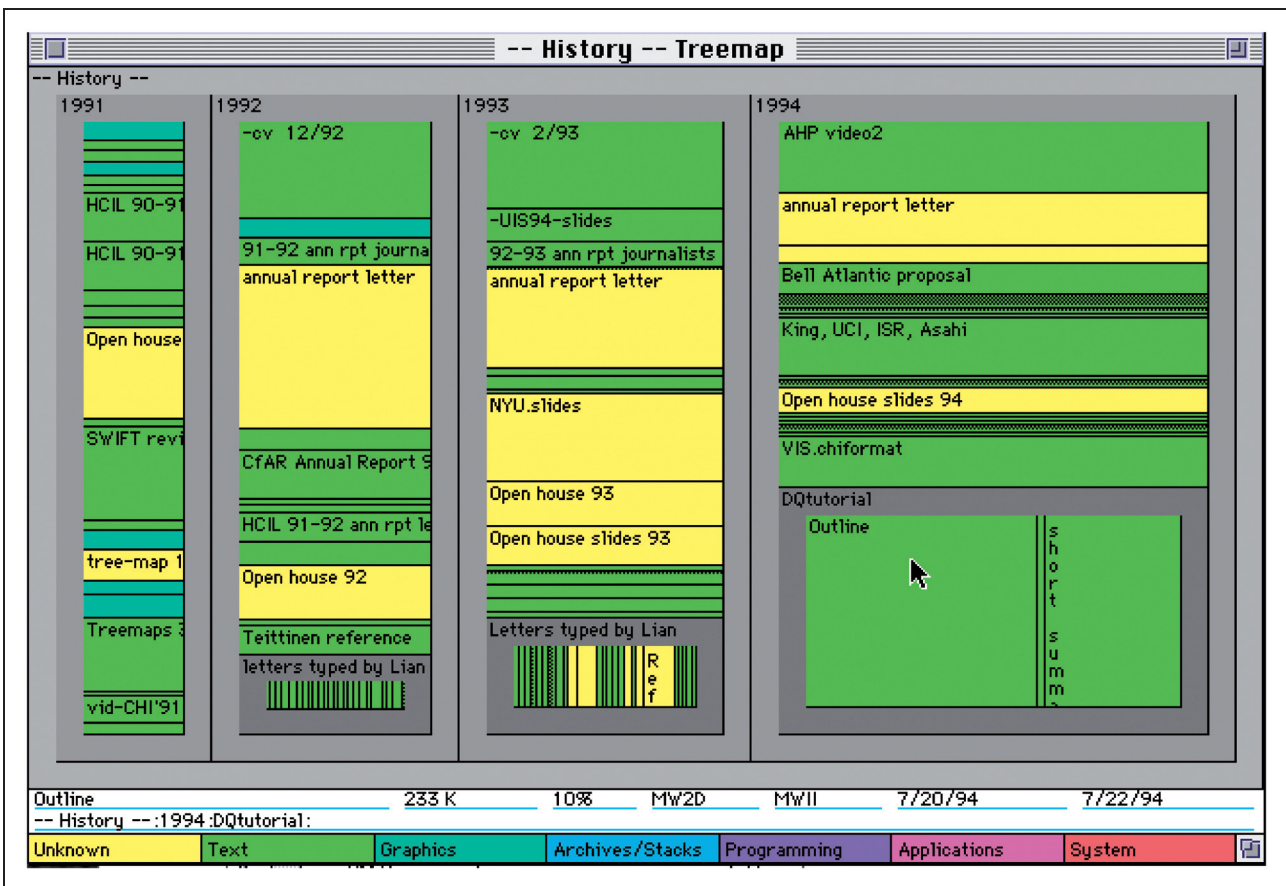 -- History -- Treemap
-- History --
1991
HCIL 90-91
HCIL 90-91
Open house
SWIFT revi
tree-map 1
Treemaps 3
vid-CHI'91
1992
-cv 12/92
91-92 ann rpt journa
annual report letter
CfAR Annual Report 9
HCIL 91-92 ann rpt le
Open house 92
Teittinen reference
letters typed by Lian
1993
-cv 2/93
-UIS94-slides
92-93 ann rpt journalists
annual report letter
NYU.slides
Open house 93
Open house slides 93
Letters typed by Lian
Ref
1994
AHP video2
annual report letter
Bell Atlantic proposal
King, UCI, ISR, Asahi
Open house slides 94
VIS.chiformat
DQtutorial
Outline
short summ
Outline 233 K 10% MW2D MWII 7/20/94 7/22/94
-- History --:1994:DQtutorial:
Unknown Text Graphics Archives/Stacks Programming Applications System